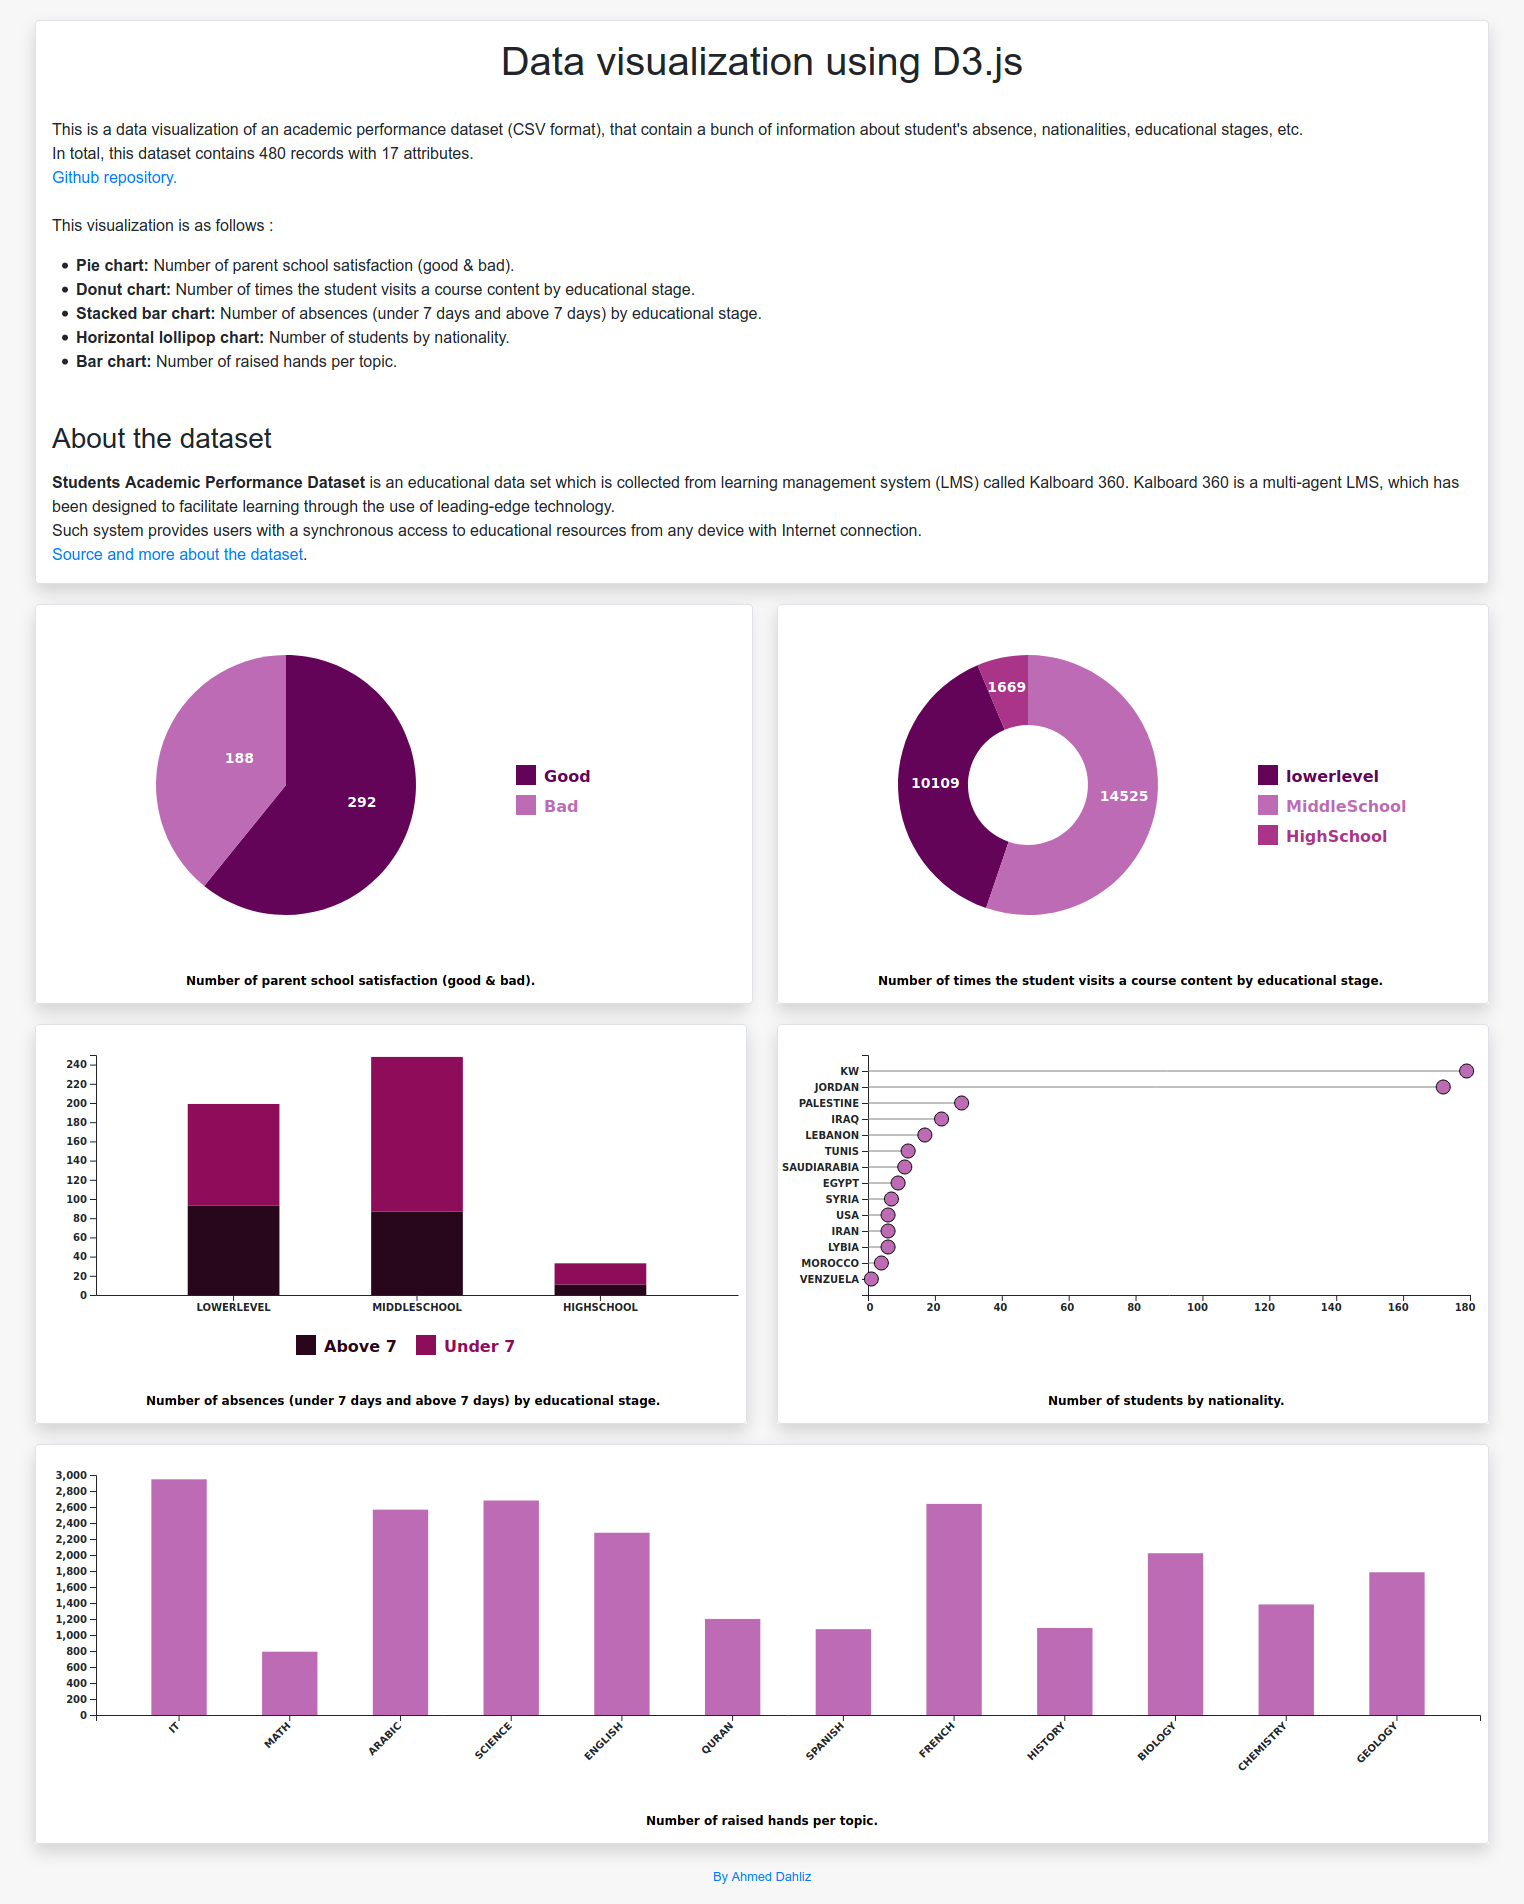 Data visualization using D3.js
This is a data visualization of an academic performance dataset (CSV format), that contain a bunch of information about student's absence, nationalities, educational stages, etc.
In total, this dataset contains 480 records with 17 attributes.
Github repository.
This visualization is as follows :
• Pie chart: Number of parent school satisfaction (good & bad).
• Donut chart: Number of times the student visits a course content by educational stage.
• Stacked bar chart: Number of absences (under 7 days and above 7 days) by educational stage.
• Horizontal lollipop chart: Number of students by nationality.
• Bar chart: Number of raised hands per topic.
About the dataset
Students Academic Performance Dataset is an educational data set which is collected from learning management system (LMS) called Kalboard 360. Kalboard 360 is a multi-agent LMS, which has
been designed to facilitate learning through the use of leading-edge technology.
Such system provides users with a synchronous access to educational resources from any device with Internet connection.
Source and more about the dataset.
188
292
Good
Bad
Number of parent school satisfaction (good & bad).
1669
10109
14525
lowerlevel
MiddleSchool
HighSchool
Number of times the student visits a course content by educational stage.
240
220
200
180
160
140
120
100
80
60
40
20
0
LOWERLEVEL MIDDLESCHOOL HIGHSCHOOL
Above 7 Under 7
Number of absences (under 7 days and above 7 days) by educational stage.
KW
JORDAN
PALESTINE
IRAQ
LEBANON
TUNIS
SAUDIARABIA
EGYPT
SYRIA
USA
IRAN
LYBIA
MOROCCO
VENZUELA
0 20 40 60 80 100 120 140 160 180
Number of students by nationality.
3,000
2,800
2,600
2,400
2,200
2,000
1,800
1,600
1,400
1,200
1,000
800
600
400
200
0
IT MATH ARABIC SCIENCE ENGLISH QURAN SPANISH FRENCH HISTORY BIOLOGY CHEMISTRY GEOLOGY
Number of raised hands per topic.
By Ahmed Dahliz